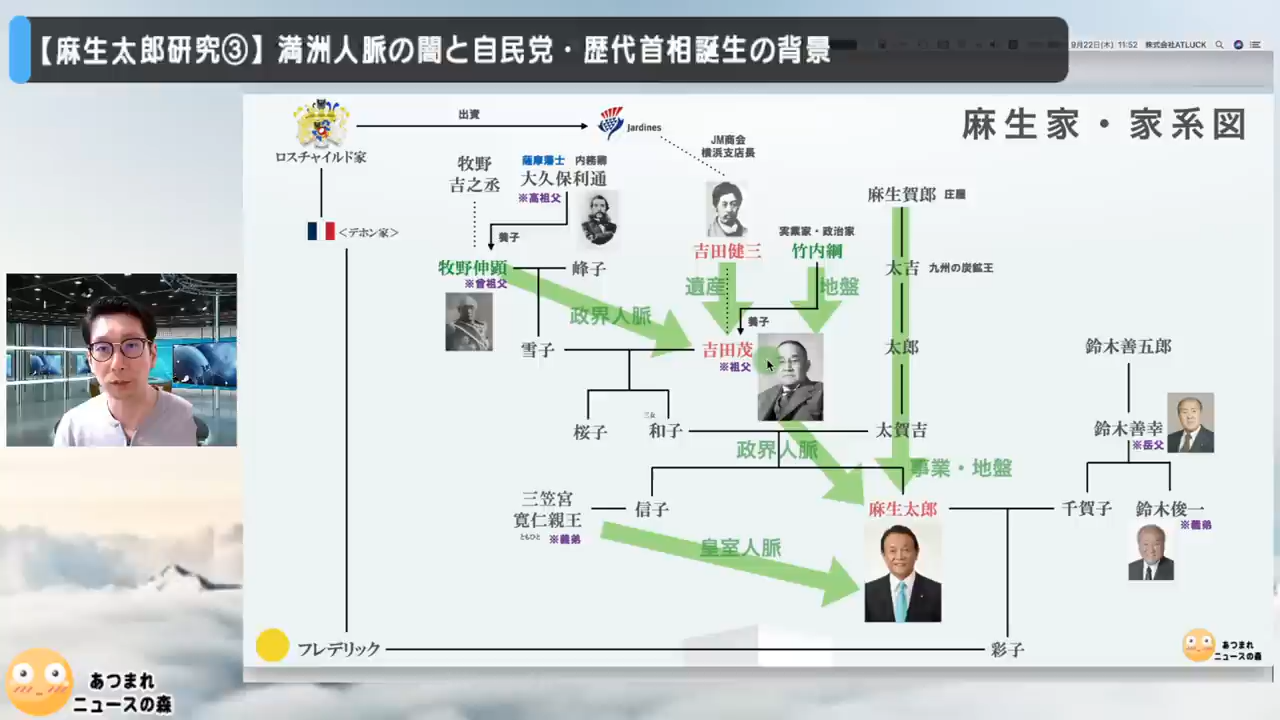 【麻生太郎研究③】満洲人脈の闇と自民党・歴代首相誕生の背景
9月22日(木) 11:52 株式会社ATLUCK
麻生家・家系図
出資
Jardines
ロスチャイルド家
JM商会
横浜支店長
牧野
吉之丞
薩摩藩士 内務卿
大久保利通
※高祖父
麻生賀郎 庄屋
<デホン家>
養子
吉田健三
実業家・政治家
竹内綱
牧野伸顕
※曾祖父
峰子
太吉 九州の炭鉱王
遺産
地盤
政界人脈
養子
雪子
吉田茂
※祖父
太郎
鈴木善五郎
桜子
三女
和子
太賀吉
鈴木善幸
※岳父
政界人脈
事業・地盤
三笠宮
寛仁親王
ともひと ※義弟
信子
麻生太郎
千賀子
鈴木俊一
※義弟
皇室人脈
フレデリック
彩子
あつまれ
ニュースの森
あつまれ
ニュースの森